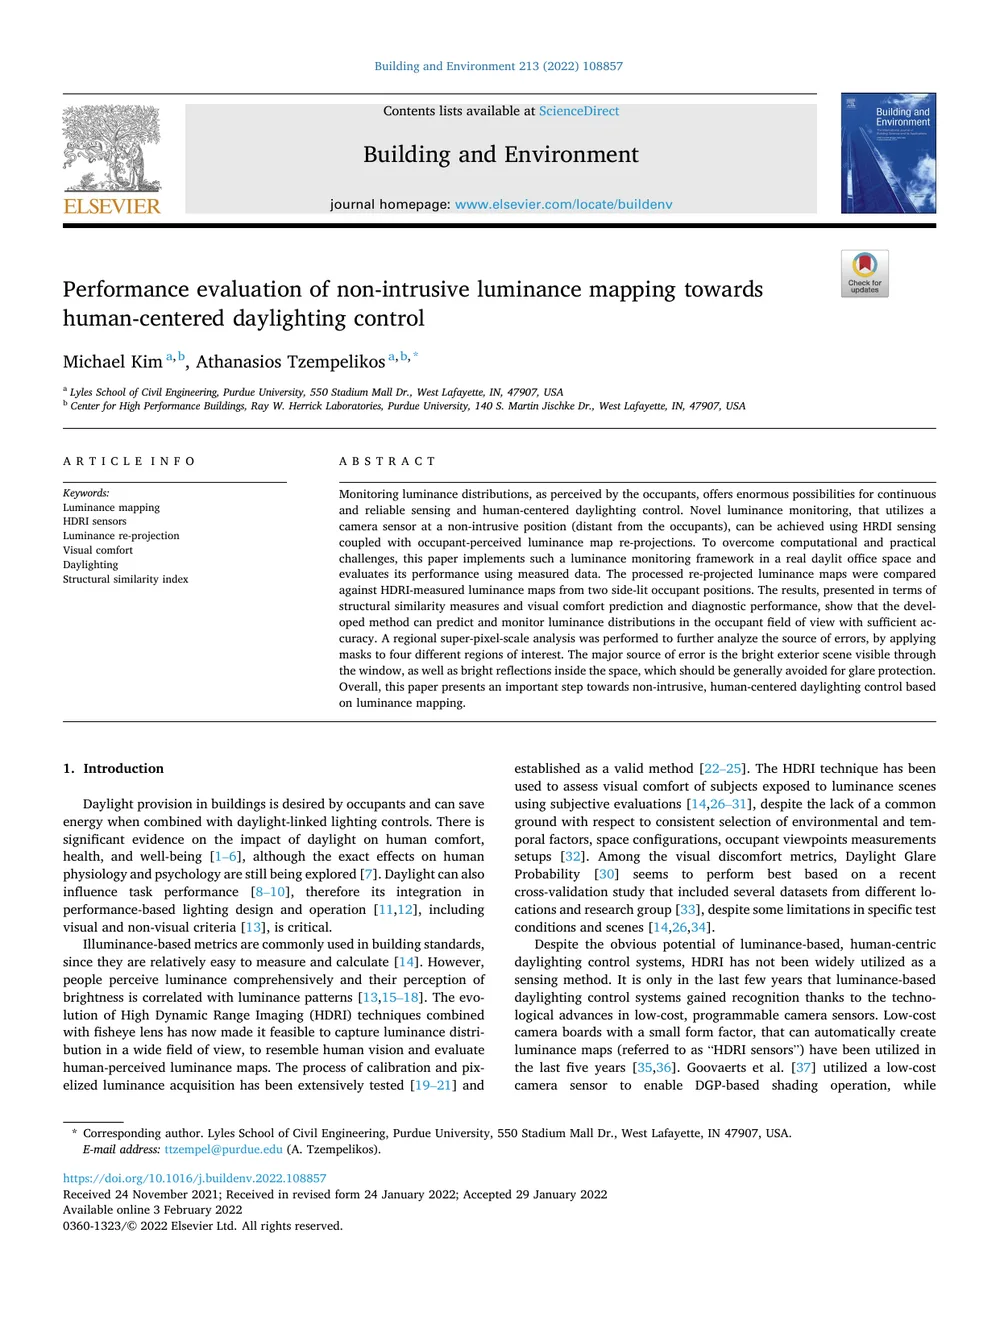 Building and Environment 213 (2022) 108857
Contents lists available at ScienceDirect
Building and Environment
journal homepage: www.elsevier.com/locate/buildenv
ELSEVIER
Building and
Environment
Check for
updates
Performance evaluation of non-intrusive luminance mapping towards
human-centered daylighting control
Michael Kim a,b, Athanasios Tzempelikos a,b,*
a Lyles School of Civil Engineering, Purdue University, 550 Stadium Mall Dr., West Lafayette, IN, 47907, USA
b Center for High Performance Buildings, Ray W. Herrick Laboratories, Purdue University, 140 S. Martin Jischke Dr., West Lafayette, IN, 47907, USA
ARTICLE INFO
Keywords:
Luminance mapping
HDRI sensors
Luminance re-projection
Visual comfort
Daylighting
Structural similarity index
ABSTRACT
Monitoring luminance distributions, as perceived by the occupants, offers enormous possibilities for continuous
and reliable sensing and human-centered daylighting control. Novel luminance monitoring, that utilizes a
camera sensor at a non-intrusive position (distant from the occupants), can be achieved using HRDI sensing
coupled with occupant-perceived luminance map re-projections. To overcome computational and practical
challenges, this paper implements such a luminance monitoring framework in a real daylit office space and
evaluates its performance using measured data. The processed re-projected luminance maps were compared
against HDRI-measured luminance maps from two side-lit occupant positions. The results, presented in terms of
structural similarity measures and visual comfort prediction and diagnostic performance, show that the devel-
oped method can predict and monitor luminance distributions in the occupant field of view with sufficient ac-
curacy. A regional super-pixel-scale analysis was performed to further analyze the source of errors, by applying
masks to four different regions of interest. The major source of error is the bright exterior scene visible through
the window, as well as bright reflections inside the space, which should be generally avoided for glare protection.
Overall, this paper presents an important step towards non-intrusive, human-centered daylighting control based
on luminance mapping.
1. Introduction
Daylight provision in buildings is desired by occupants and can save
energy when combined with daylight-linked lighting controls. There is
significant evidence on the impact of daylight on human comfort,
health, and well-being [1–6], although the exact effects on human
physiology and psychology are still being explored [7]. Daylight can also
influence task performance [8–10], therefore its integration in
performance-based lighting design and operation [11,12], including
visual and non-visual criteria [13], is critical.
Illuminance-based metrics are commonly used in building standards,
since they are relatively easy to measure and calculate [14]. However,
people perceive luminance comprehensively and their perception of
brightness is correlated with luminance patterns [13,15–18]. The evo-
lution of High Dynamic Range Imaging (HDRI) techniques combined
with fisheye lens has now made it feasible to capture luminance distri-
bution in a wide field of view, to resemble human vision and evaluate
human-perceived luminance maps. The process of calibration and pix-
elized luminance acquisition has been extensively tested [19–21] and
established as a valid method [22–25]. The HDRI technique has been
used to assess visual comfort of subjects exposed to luminance scenes
using subjective evaluations [14,26–31], despite the lack of a common
ground with respect to consistent selection of environmental and tem-
poral factors, space configurations, occupant viewpoints measurements
setups [32]. Among the visual discomfort metrics, Daylight Glare
Probability [30] seems to perform best based on a recent
cross-validation study that included several datasets from different lo-
cations and research group [33], despite some limitations in specific test
conditions and scenes [14,26,34].
Despite the obvious potential of luminance-based, human-centric
daylighting control systems, HDRI has not been widely utilized as a
sensing method. It is only in the last few years that luminance-based
daylighting control systems gained recognition thanks to the techno-
logical advances in low-cost, programmable camera sensors. Low-cost
camera boards with a small form factor, that can automatically create
luminance maps (referred to as “HDRI sensors”) have been utilized in
the last five years [35,36]. Goovaerts et al. [37] utilized a low-cost
camera sensor to enable DGP-based shading operation, while
* Corresponding author. Lyles School of Civil Engineering, Purdue University, 550 Stadium Mall Dr., West Lafayette, IN 47907, USA.
E-mail address: ttzempel@purdue.edu (A. Tzempelikos).
https://doi.org/10.1016/j.buildenv.2022.108857
Received 24 November 2021; Received in revised form 24 January 2022; Accepted 29 January 2022
Available online 3 February 2022
0360-1323/© 2022 Elsevier Ltd. All rights reserved.